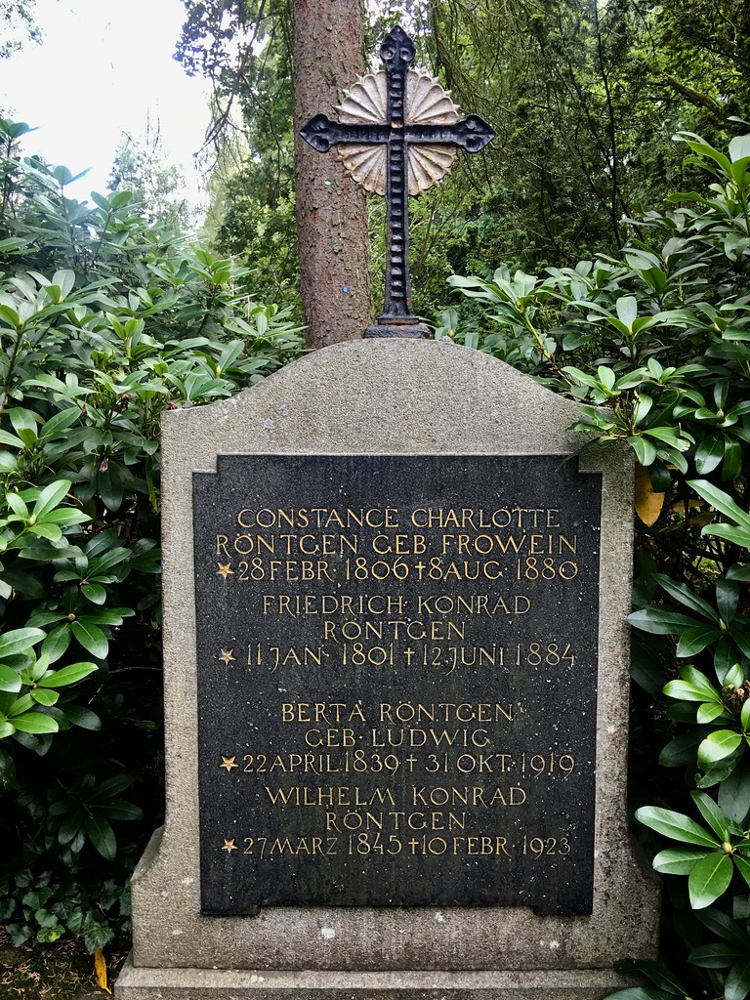 CONSTANCE CHARLOTTE
RÖNTGEN GEB· FROWEIN
★ 28 FEBR· 1806 † 8 AUG· 1880
FRIEDRICH KONRAD
RÖNTGEN
★ 11 JAN· 1801 † 12 JUNI 1884
BERTA RÖNTGEN
GEB· LUDWIG
★ 22 APRIL 1839 † 31 OKT· 1919
WILHELM KONRAD
RÖNTGEN
★ 27 MÄRZ 1845 † 10 FEBR· 1923